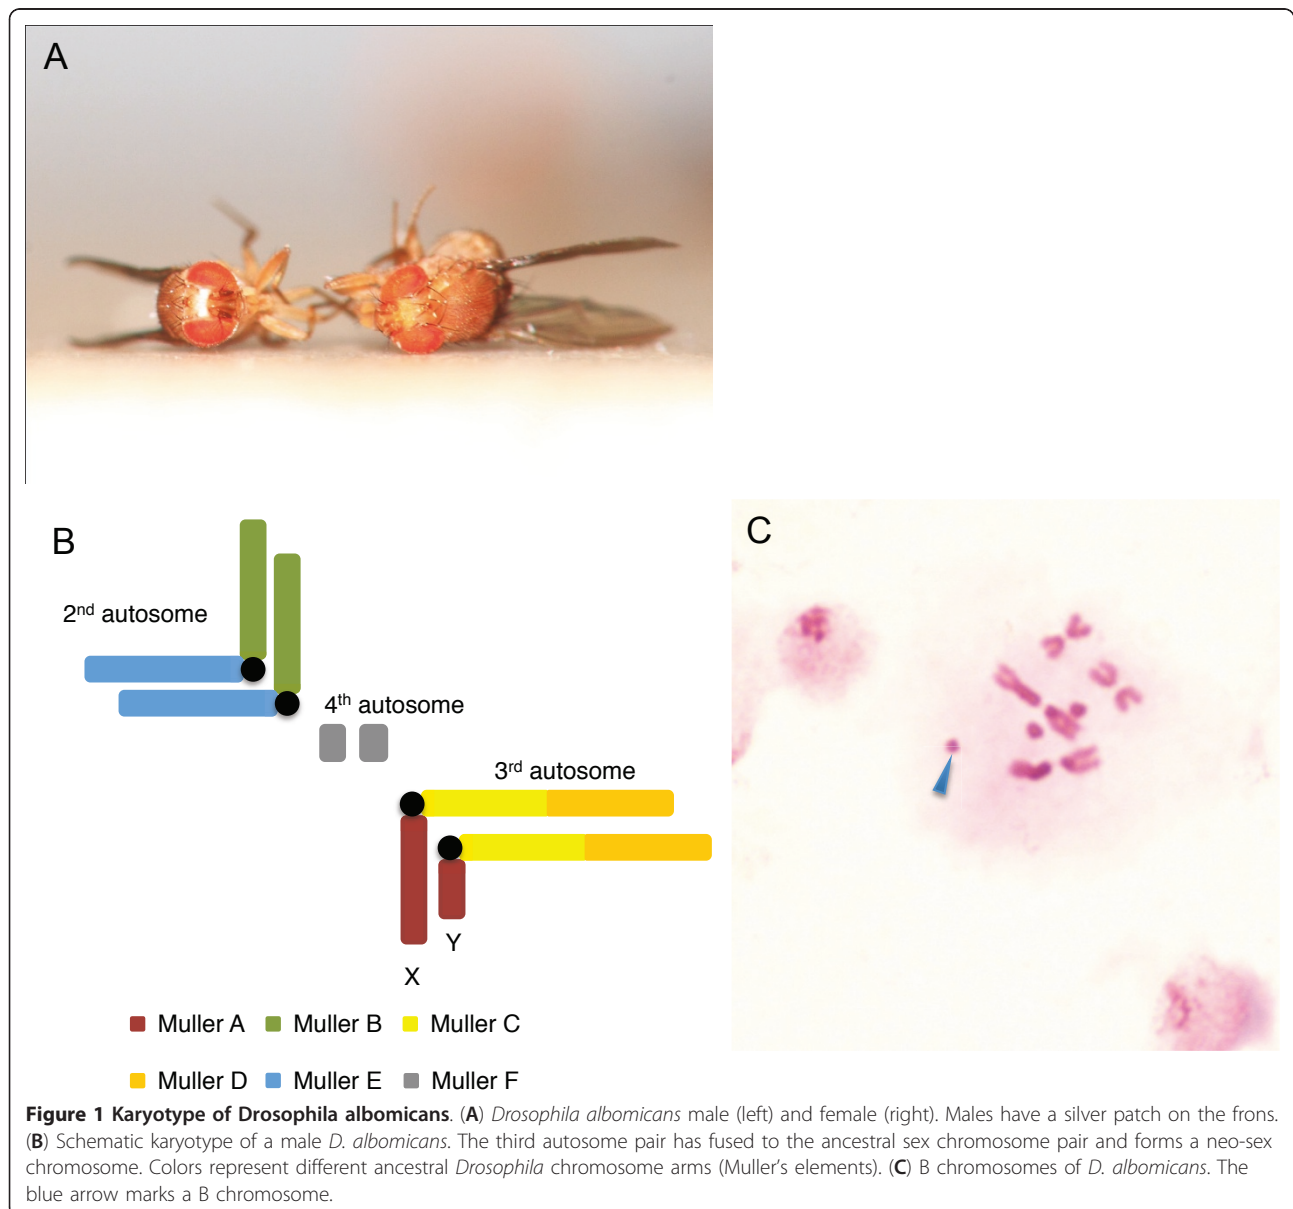 A
B
2nd autosome
4th autosome
3rd autosome
Y
X
Muller A Muller B Muller C
Muller D Muller E Muller F
C
Figure 1 Karyotype of Drosophila albomicans. (A) Drosophila albomicans male (left) and female (right). Males have a silver patch on the frons.
(B) Schematic karyotype of a male D. albomicans. The third autosome pair has fused to the ancestral sex chromosome pair and forms a neo-sex
chromosome. Colors represent different ancestral Drosophila chromosome arms (Muller's elements). (C) B chromosomes of D. albomicans. The
blue arrow marks a B chromosome.